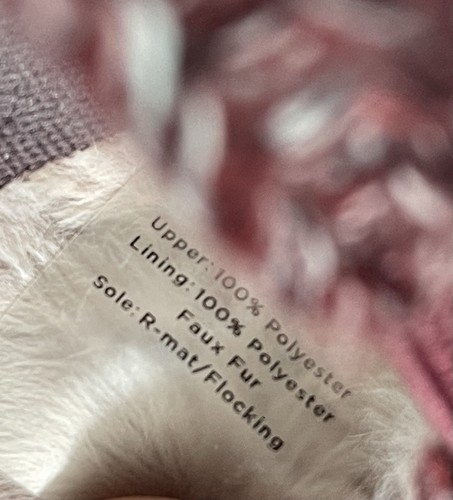 Upper:100% Polyester
Lining:100% Polyester
Faux Fur
Sole:R-mat/Flocking